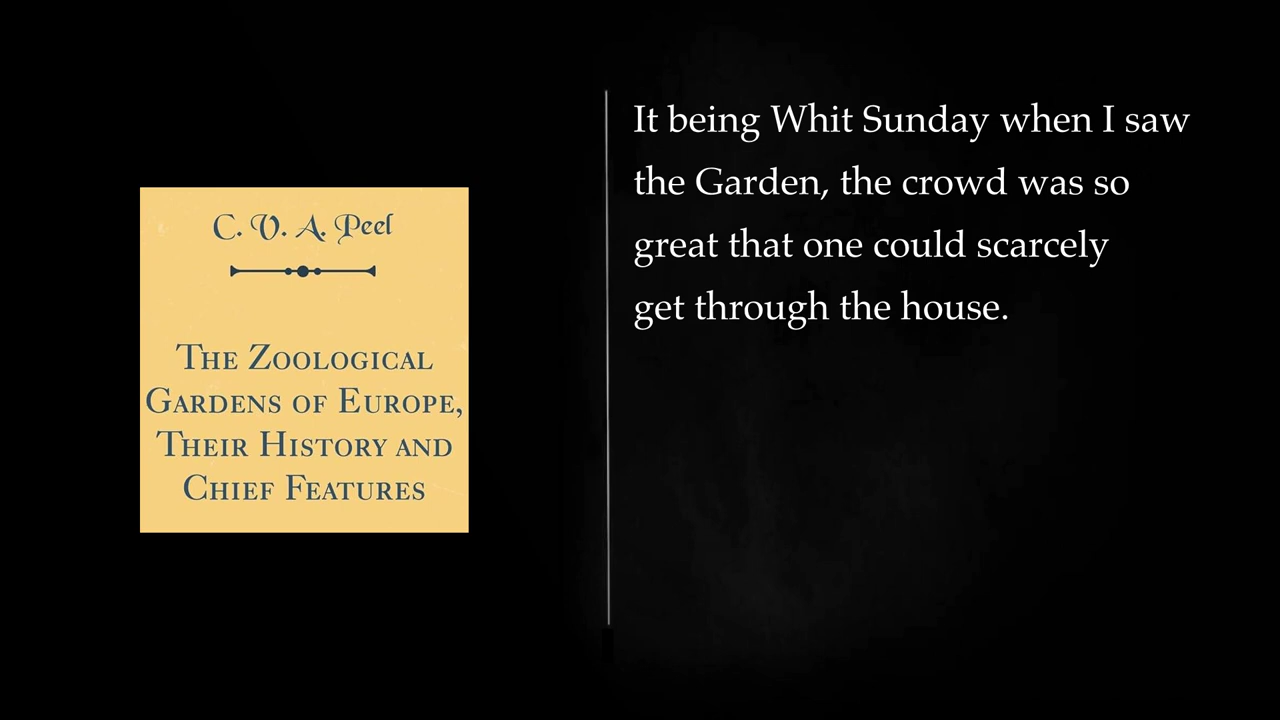 C. V. A. Peel
The Zoological
Gardens of Europe,
Their History and
Chief Features
It being Whit Sunday when I saw
the Garden, the crowd was so
great that one could scarcely
get through the house.